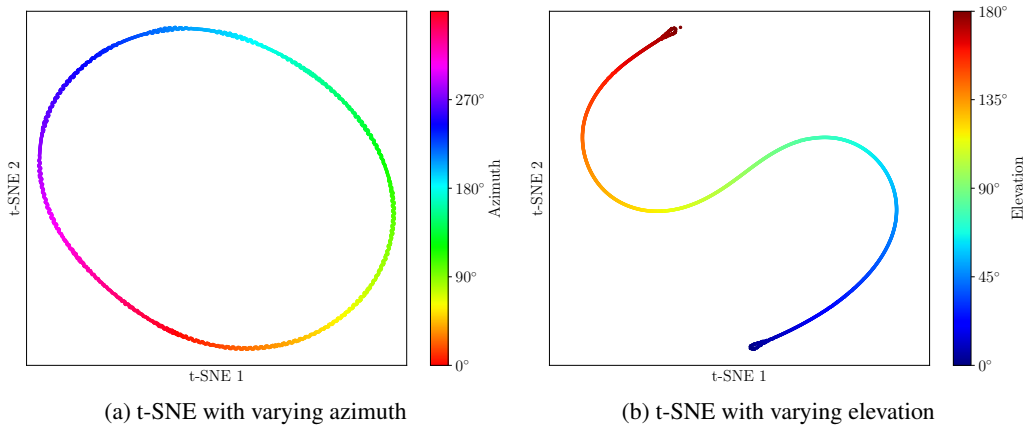 t-SNE 2
t-SNE 1
270°
180°
90°
0°
Azimuth
(a) t-SNE with varying azimuth
t-SNE 2
t-SNE 1
180°
135°
90°
45°
0°
Elevation
(b) t-SNE with varying elevation